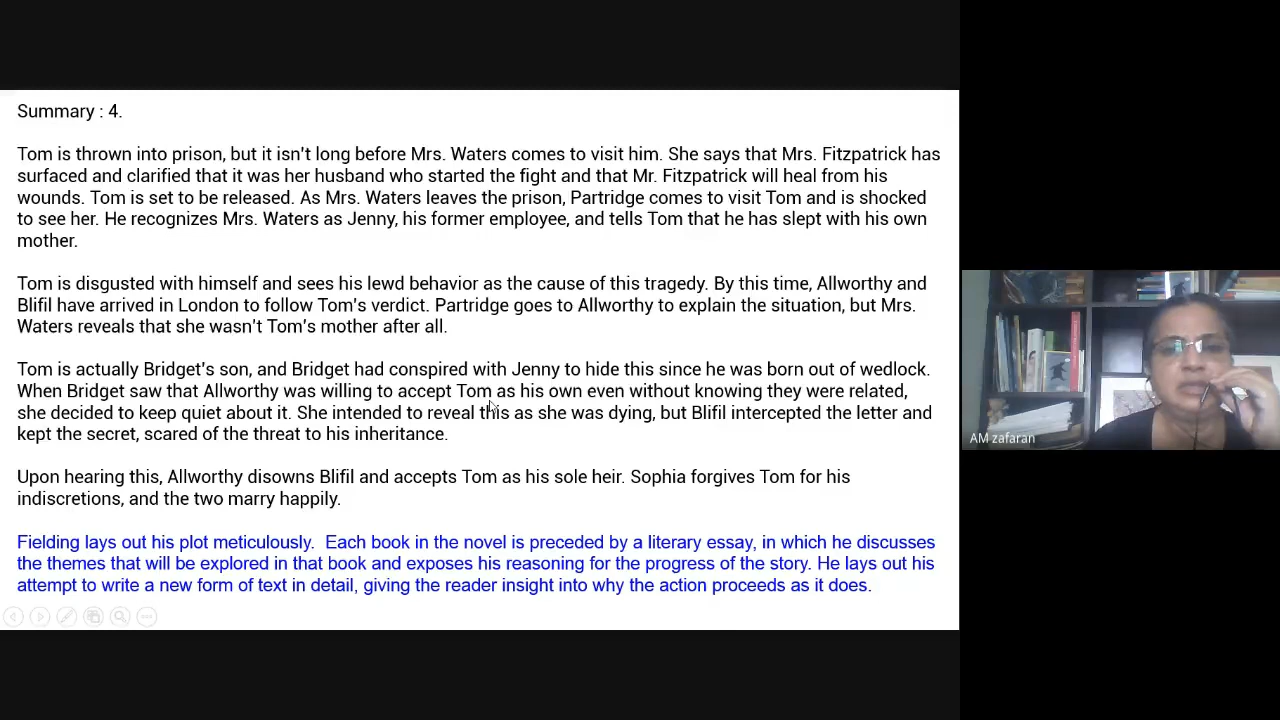 Summary : 4.
Tom is thrown into prison, but it isn't long before Mrs. Waters comes to visit him. She says that Mrs. Fitzpatrick has
surfaced and clarified that it was her husband who started the fight and that Mr. Fitzpatrick will heal from his
wounds. Tom is set to be released. As Mrs. Waters leaves the prison, Partridge comes to visit Tom and is shocked
to see her. He recognizes Mrs. Waters as Jenny, his former employee, and tells Tom that he has slept with his own
mother.
Tom is disgusted with himself and sees his lewd behavior as the cause of this tragedy. By this time, Allworthy and
Blifil have arrived in London to follow Tom's verdict. Partridge goes to Allworthy to explain the situation, but Mrs.
Waters reveals that she wasn't Tom's mother after all.
Tom is actually Bridget's son, and Bridget had conspired with Jenny to hide this since he was born out of wedlock.
When Bridget saw that Allworthy was willing to accept Tom as his own even without knowing they were related,
she decided to keep quiet about it. She intended to reveal this as she was dying, but Blifil intercepted the letter and
kept the secret, scared of the threat to his inheritance.
Upon hearing this, Allworthy disowns Blifil and accepts Tom as his sole heir. Sophia forgives Tom for his
indiscretions, and the two marry happily.
Fielding lays out his plot meticulously.  Each book in the novel is preceded by a literary essay, in which he discusses
the themes that will be explored in that book and exposes his reasoning for the progress of the story. He lays out his
attempt to write a new form of text in detail, giving the reader insight into why the action proceeds as it does.
AM zafaran